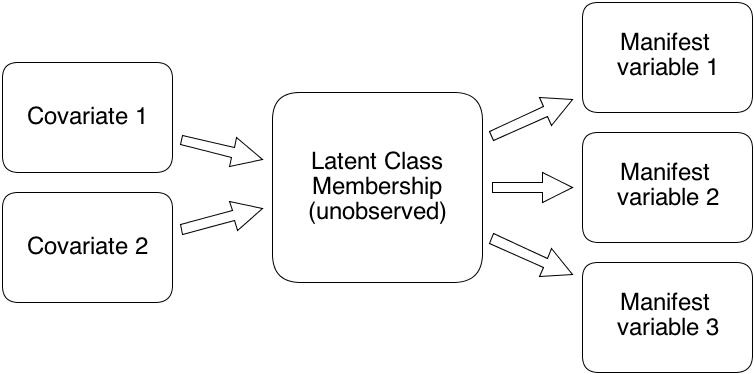 Covariate 1
Covariate 2
Latent Class
Membership
(unobserved)
Manifest
variable 1
Manifest
variable 2
Manifest
variable 3